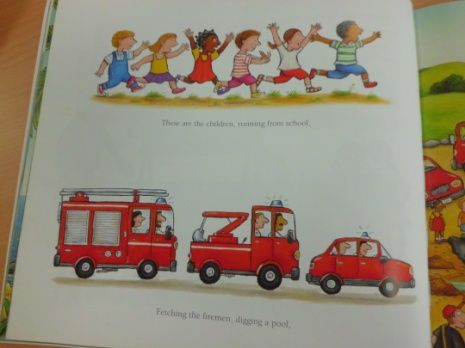 These are the children, running from school,
Fetching the firemen, digging a pool,